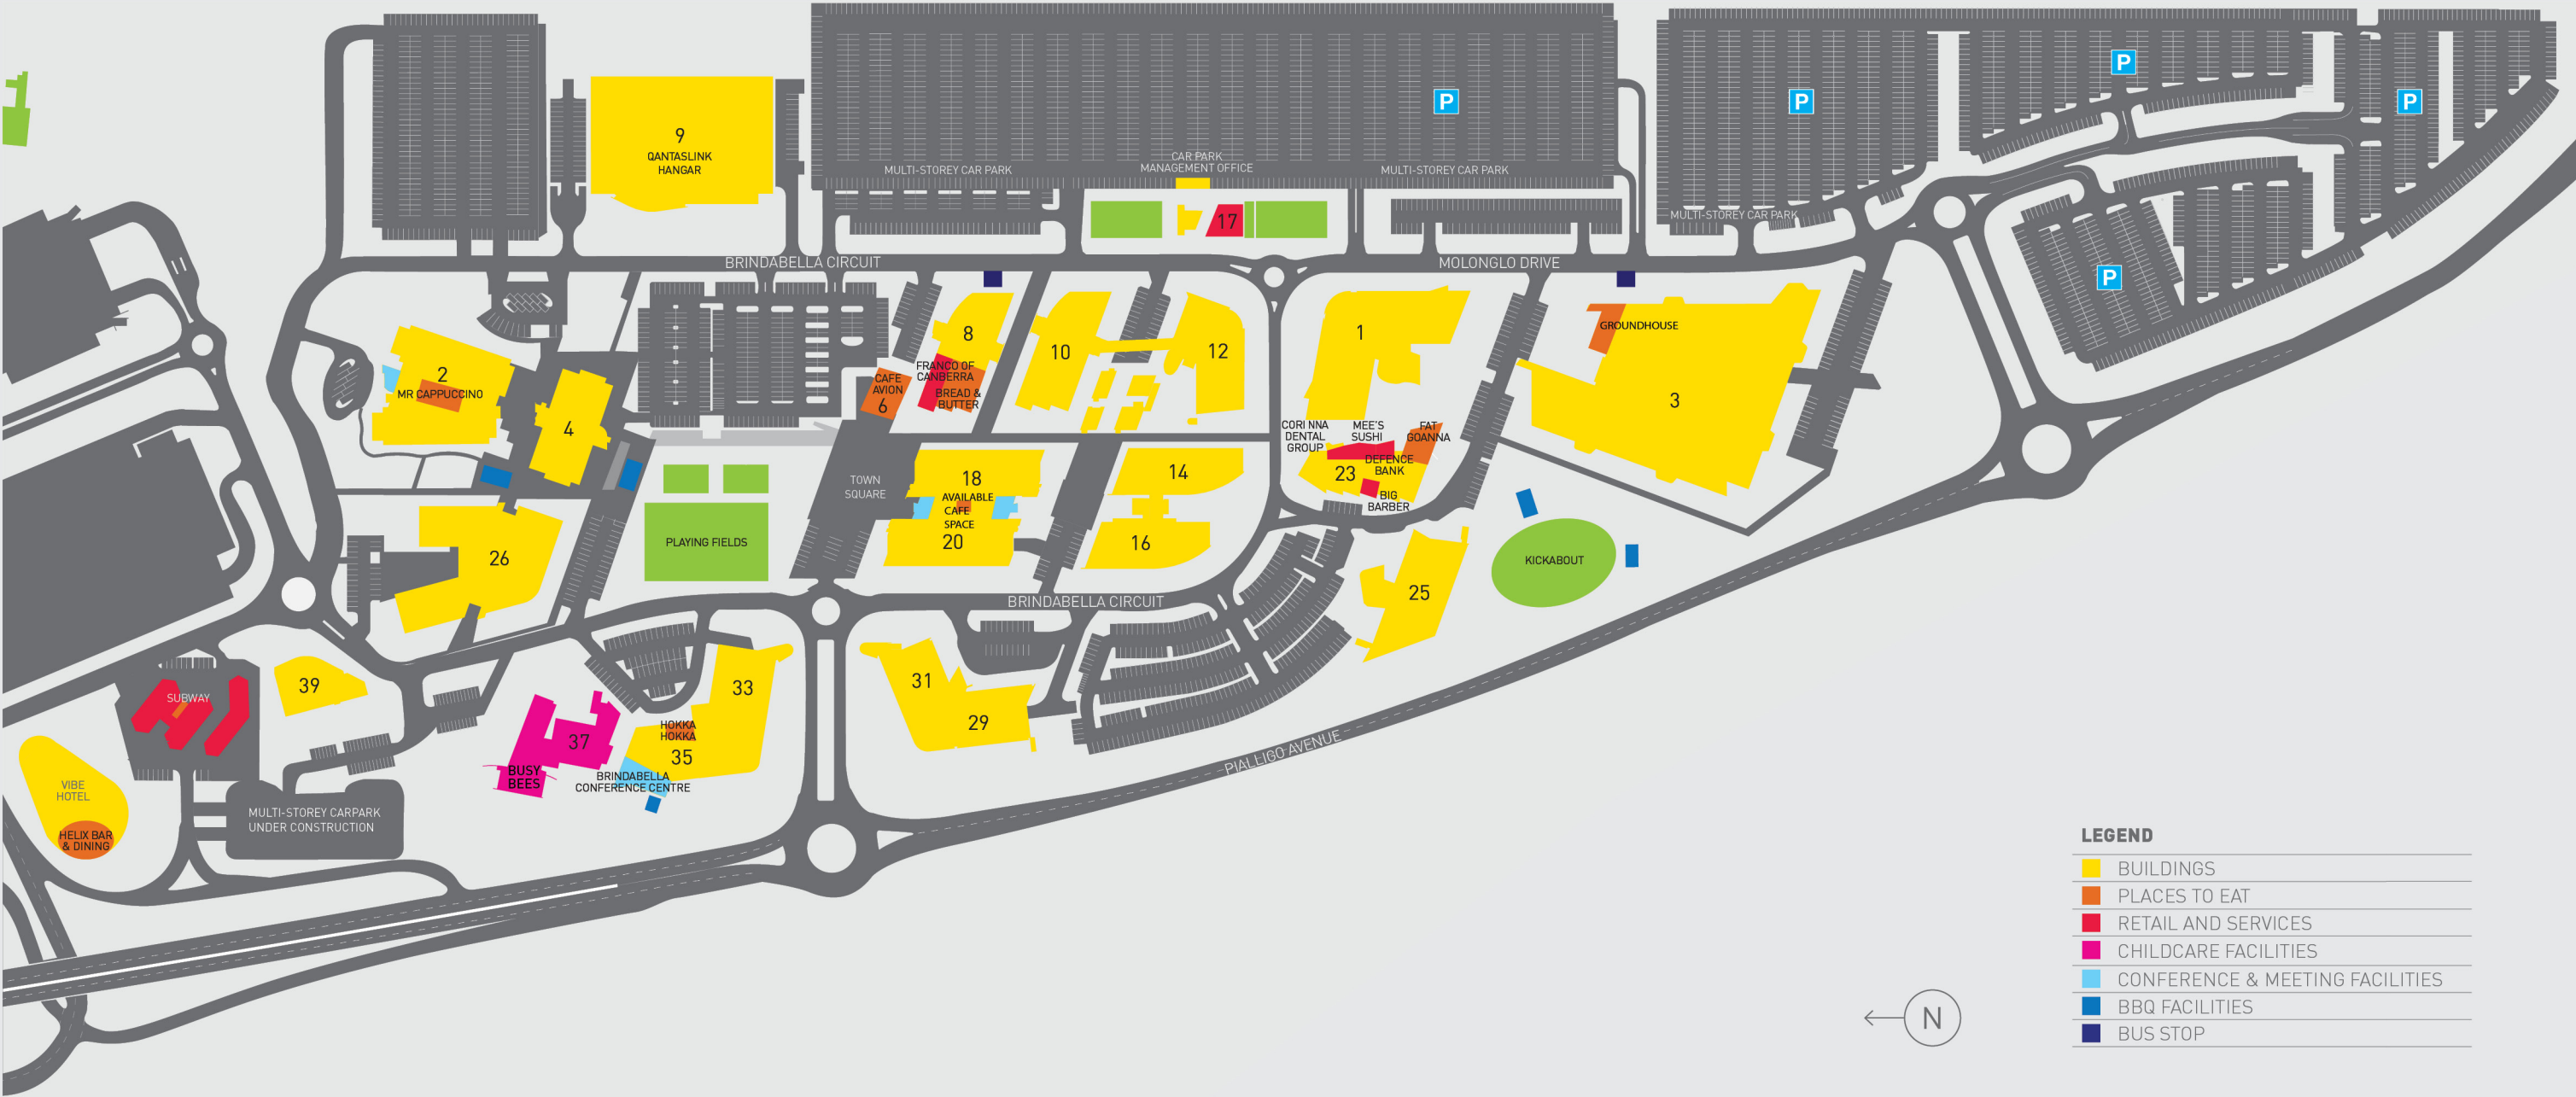 9
QANTASLINK
HANGAR
P
P
P
P
P
MULTI-STOREY CAR PARK
CAR PARK
MANAGEMENT OFFICE
MULTI-STOREY CAR PARK
MULTI-STOREY CAR PARK
17
BRINDABELLA CIRCUIT
MOLONGLO DRIVE
8
10
12
1
GROUNDHOUSE
3
2
MR CAPPUCCINO
4
FRANCO OF
CANBERRA
CAFE
AVION
6
BREAD &
BUTTER
CORINNA
DENTAL
GROUP
MEE'S
SUSHI
FAT
GOANNA
DEFENCE
BANK
23
BIG
BARBER
TOWN
SQUARE
18
AVAILABLE
CAFE
SPACE
20
14
16
PLAYING FIELDS
26
25
KICKABOUT
BRINDABELLA CIRCUIT
39
SUBWAY
33
31
29
37
HOKKA
HOKKA
35
BUSY
BEES
BRINDABELLA
CONFERENCE CENTRE
PIALLIGO AVENUE
VIBE
HOTEL
HELIX BAR
& DINING
MULTI-STOREY CARPARK
UNDER CONSTRUCTION
LEGEND
BUILDINGS
PLACES TO EAT
RETAIL AND SERVICES
CHILDCARE FACILITIES
CONFERENCE & MEETING FACILITIES
BBQ FACILITIES
BUS STOP
N